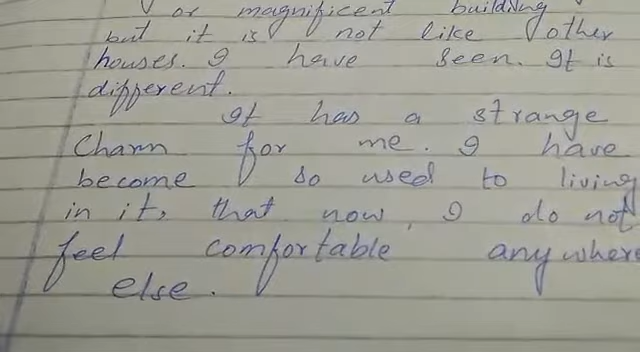 or magnificent building
but it is not like other
houses. I have seen. It is
different.
It has a strange
Charm for me. I have
become so used to living
in it, that now, I do not
feel comfortable anywhere
else.